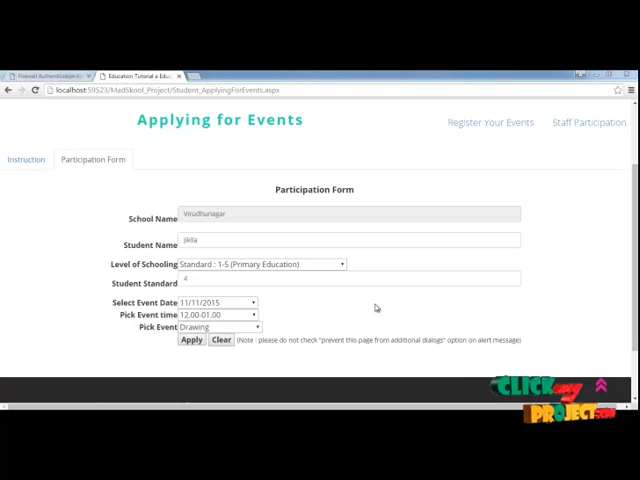 Firewall Authentication
Education Tutorial a Edu
localhost:59523/MadSkool_Project/Student_ApplyingForEvents.aspx
Applying for Events
Register Your Events
Staff Participation
Instruction
Participation Form
Participation Form
School Name
Virudhunagar
Student Name
jiklla
Level of Schooling
Standard : 1-5 (Primary Education)
Student Standard
4
Select Event Date
11/11/2015
Pick Event time
12.00-01.00
Pick Event
Drawing
Apply
Clear
(Note : please do not check "prevent this page from additional dialogs" option on alert message)
CLICK my
PROJECT.COM